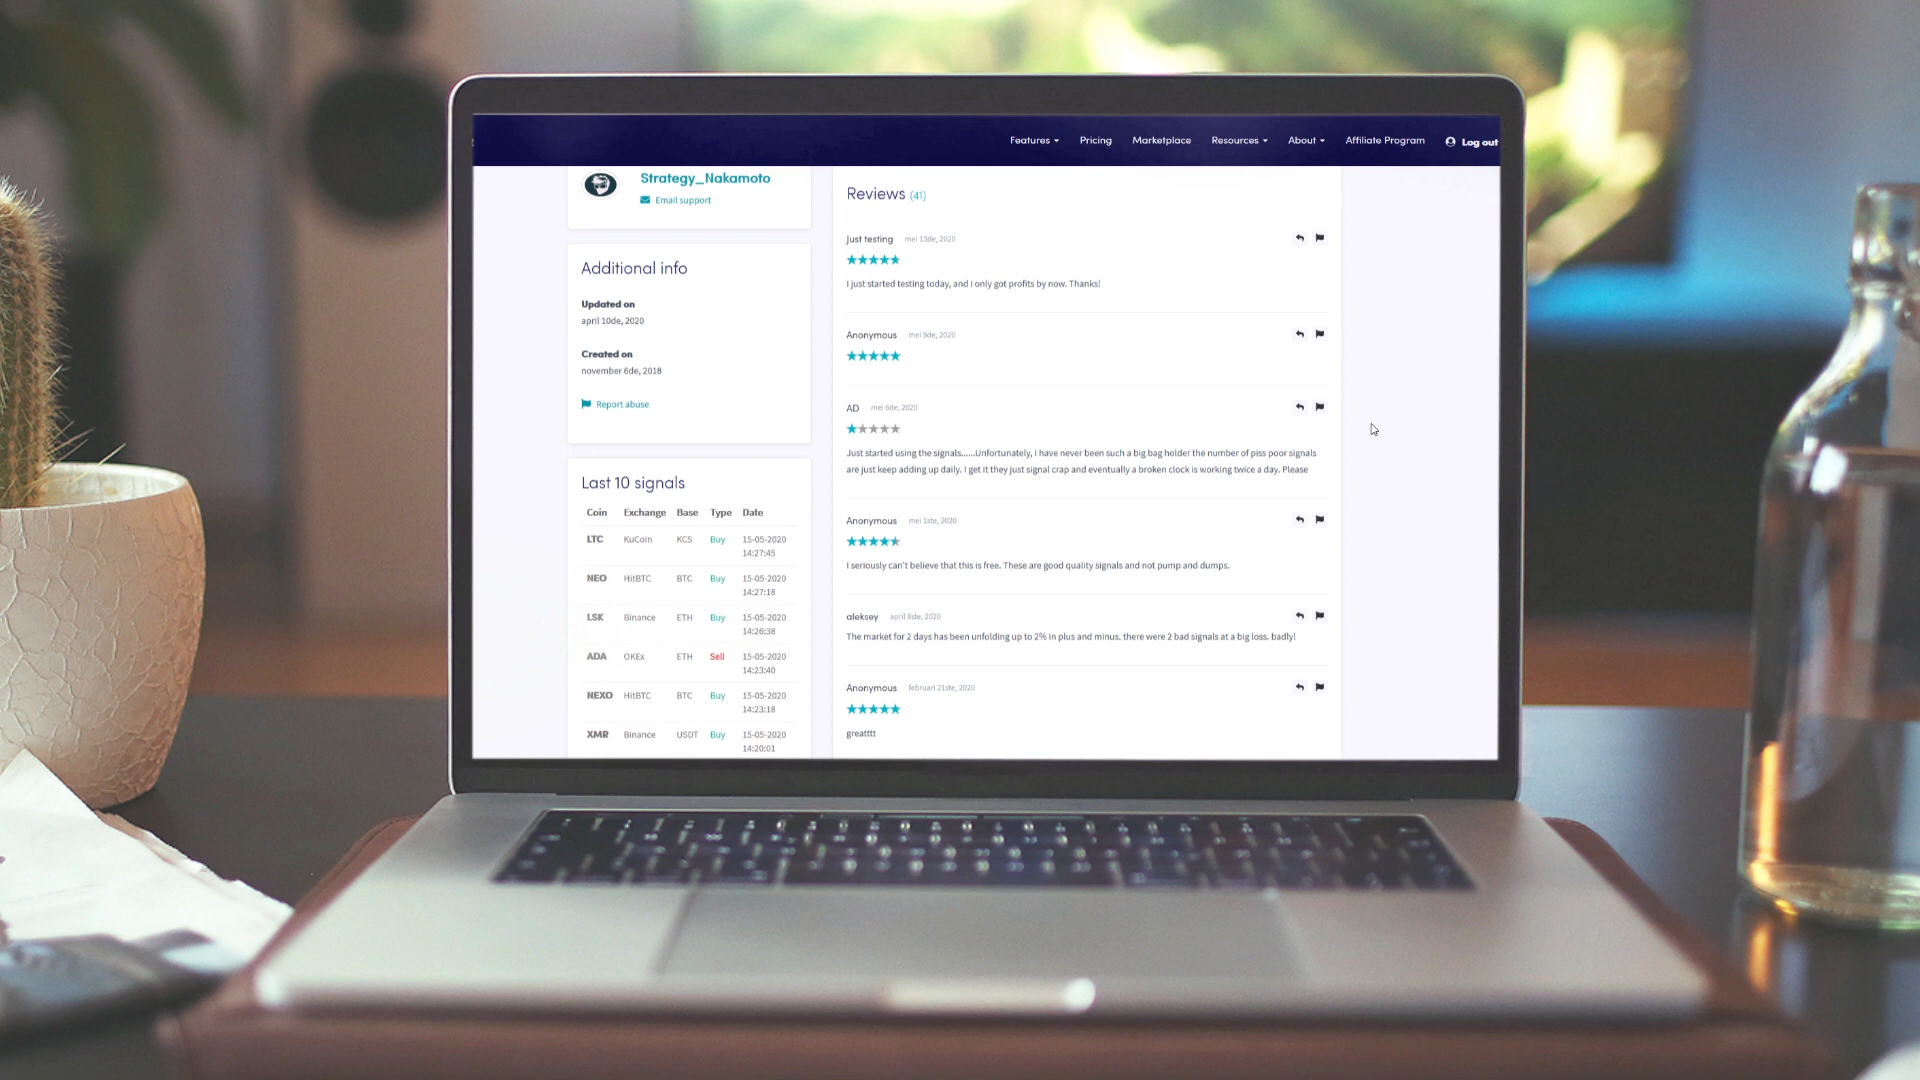 Features Pricing Marketplace Resources About Affiliate Program Log out
Strategy_Nakamoto
Email support
Additional info
Updated on
april 10de, 2020
Created on
november 6de, 2018
Report abuse
Last 10 signals
Coin Exchange Base Type Date
LTC KuCoin KCS Buy 15-05-2020
14:27:45
NEO HitBTC BTC Buy 15-05-2020
14:27:18
LSK Binance ETH Buy 15-05-2020
14:26:38
ADA OKEx ETH Sell 15-05-2020
14:23:40
NEXO HitBTC BTC Buy 15-05-2020
14:23:18
XMR Binance USDT Buy 15-05-2020
14:20:01
Reviews (41)
Just testing mei 13de, 2020
I just started testing today, and I only got profits by now. Thanks!
Anonymous mei 9de, 2020
AD mei 6de, 2020
Just started using the signals......Unfortunately, I have never been such a big bag holder the number of piss poor signals
are just keep adding up daily. I get it they just signal crap and eventually a broken clock is working twice a day. Please
Anonymous mei 1ste, 2020
I seriously can't believe that this is free. These are good quality signals and not pump and dumps.
aleksey april 8ste, 2020
The market for 2 days has been unfolding up to 2% in plus and minus. there were 2 bad signals at a big loss. badly!
Anonymous februari 21ste, 2020
greatttt